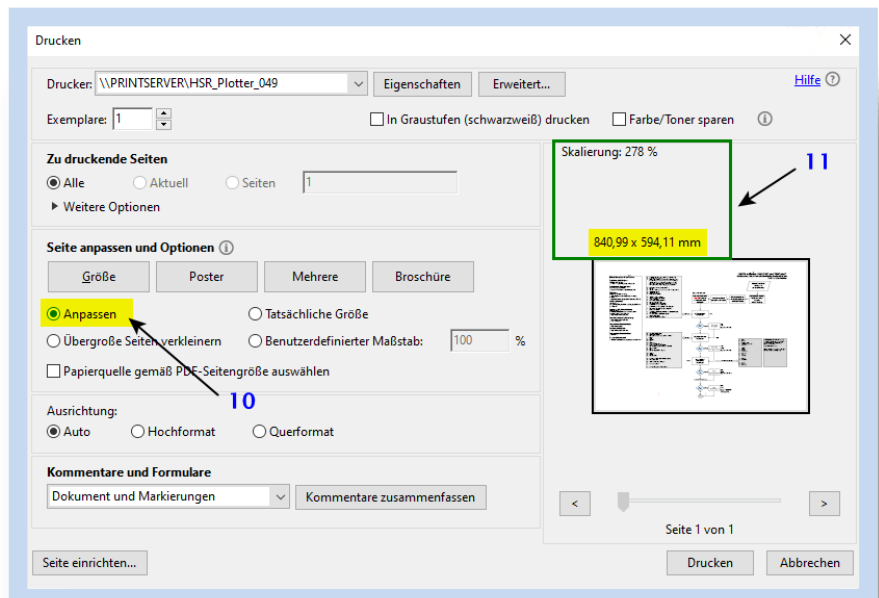 Drucken
Drucker: \\PRINTSERVER\HSR_Plotter_049 Eigenschaften Erweitert... Hilfe
Exemplare: 1 In Graustufen (schwarzweiß) drucken Farbe/Toner sparen
Zu druckende Seiten
Alle Aktuell Seiten 1
Weitere Optionen
Skalierung: 278 %
11
Seite anpassen und Optionen
840,99 x 594,11 mm
Größe Poster Mehrere Broschüre
Anpassen Tatsächliche Größe
Übergroße Seiten verkleinern Benutzerdefinierter Maßstab: 100 %
Papierquelle gemäß PDF-Seitengröße auswählen
10
Ausrichtung:
Auto Hochformat Querformat
Kommentare und Formulare
Dokument und Markierungen Kommentare zusammenfassen
< >
Seite 1 von 1
Seite einrichten... Drucken Abbrechen